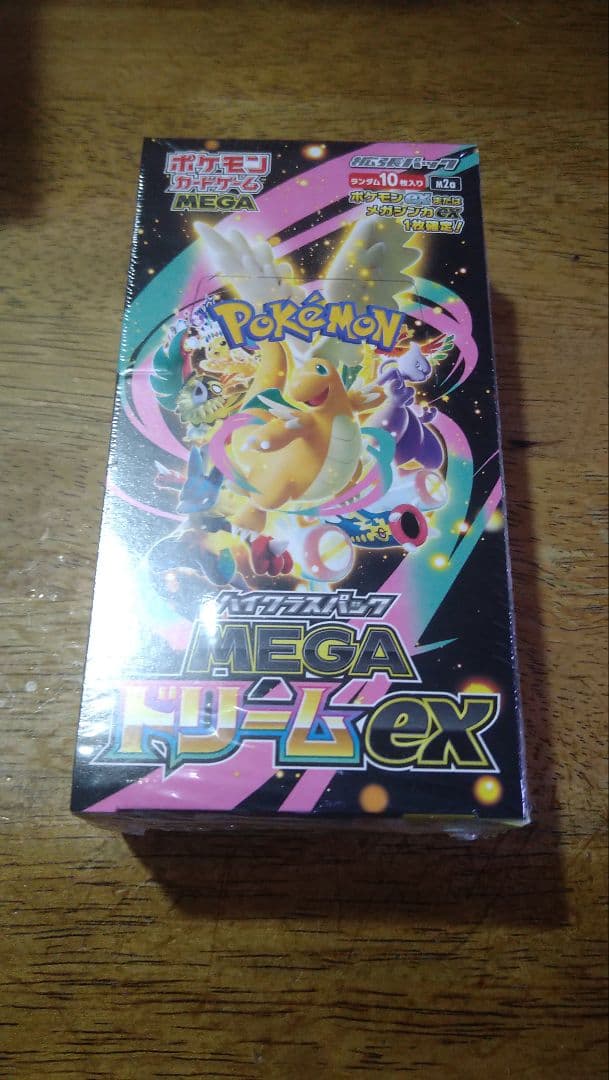 ポケモン
カードゲーム
MEGA
拡張パック
ランダム10枚入り
M2a
ポケモンexまたは
メガシンカex
1枚確定!
POKéMON
ハイクラスパック
MEGA
ドリームex